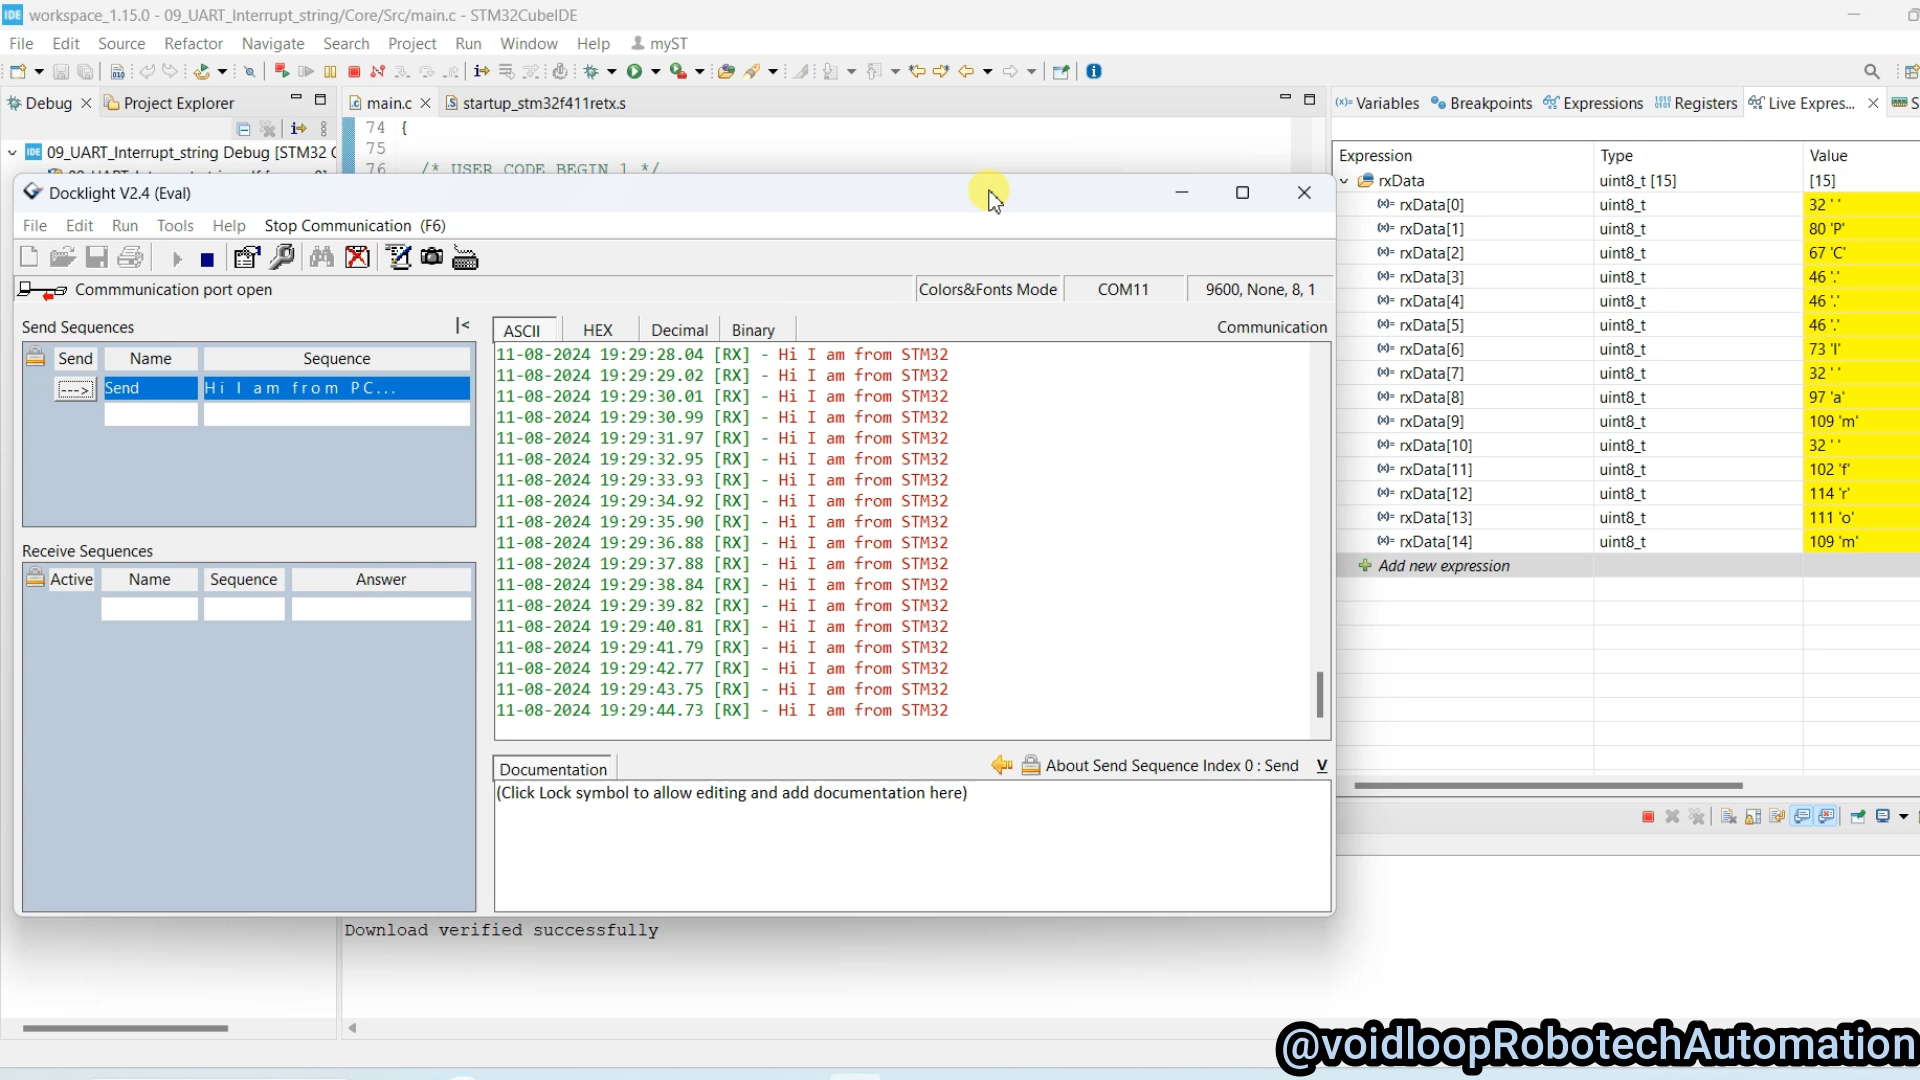 workspace_1.15.0 - 09_UART_Interrupt_string/Core/Src/main.c - STM32CubeIDE
File Edit Source Refactor Navigate Search Project Run Window Help myST
Debug Project Explorer
main.c startup_stm32f411retx.s
(x)= Variables Breakpoints Expressions Registers Live Expres...
09_UART_Interrupt_string Debug [STM32
74 {
75
76 /* USER CODE BEGIN 1 */
Docklight V2.4 (Eval)
File Edit Run Tools Help Stop Communication (F6)
Commmunication port open
Colors&Fonts Mode COM11 9600, None, 8, 1
Send Sequences
Send Name Sequence
---> Send Hi I am from PC...
Receive Sequences
Active Name Sequence Answer
ASCII HEX Decimal Binary Communication
11-08-2024 19:29:28.04 [RX] - Hi I am from STM32
11-08-2024 19:29:29.02 [RX] - Hi I am from STM32
11-08-2024 19:29:30.01 [RX] - Hi I am from STM32
11-08-2024 19:29:30.99 [RX] - Hi I am from STM32
11-08-2024 19:29:31.97 [RX] - Hi I am from STM32
11-08-2024 19:29:32.95 [RX] - Hi I am from STM32
11-08-2024 19:29:33.93 [RX] - Hi I am from STM32
11-08-2024 19:29:34.92 [RX] - Hi I am from STM32
11-08-2024 19:29:35.90 [RX] - Hi I am from STM32
11-08-2024 19:29:36.88 [RX] - Hi I am from STM32
11-08-2024 19:29:37.88 [RX] - Hi I am from STM32
11-08-2024 19:29:38.84 [RX] - Hi I am from STM32
11-08-2024 19:29:39.82 [RX] - Hi I am from STM32
11-08-2024 19:29:40.81 [RX] - Hi I am from STM32
11-08-2024 19:29:41.79 [RX] - Hi I am from STM32
11-08-2024 19:29:42.77 [RX] - Hi I am from STM32
11-08-2024 19:29:43.75 [RX] - Hi I am from STM32
11-08-2024 19:29:44.73 [RX] - Hi I am from STM32
Documentation About Send Sequence Index 0 : Send V
(Click Lock symbol to allow editing and add documentation here)
Expression Type Value
rxData uint8_t [15] [15]
(x)= rxData[0] uint8_t 32 ' '
(x)= rxData[1] uint8_t 80 'P'
(x)= rxData[2] uint8_t 67 'C'
(x)= rxData[3] uint8_t 46 '.'
(x)= rxData[4] uint8_t 46 '.'
(x)= rxData[5] uint8_t 46 '.'
(x)= rxData[6] uint8_t 73 'I'
(x)= rxData[7] uint8_t 32 ' '
(x)= rxData[8] uint8_t 97 'a'
(x)= rxData[9] uint8_t 109 'm'
(x)= rxData[10] uint8_t 32 ' '
(x)= rxData[11] uint8_t 102 'f'
(x)= rxData[12] uint8_t 114 'r'
(x)= rxData[13] uint8_t 111 'o'
(x)= rxData[14] uint8_t 109 'm'
Add new expression
Download verified successfully
@voidloopRobotechAutomation